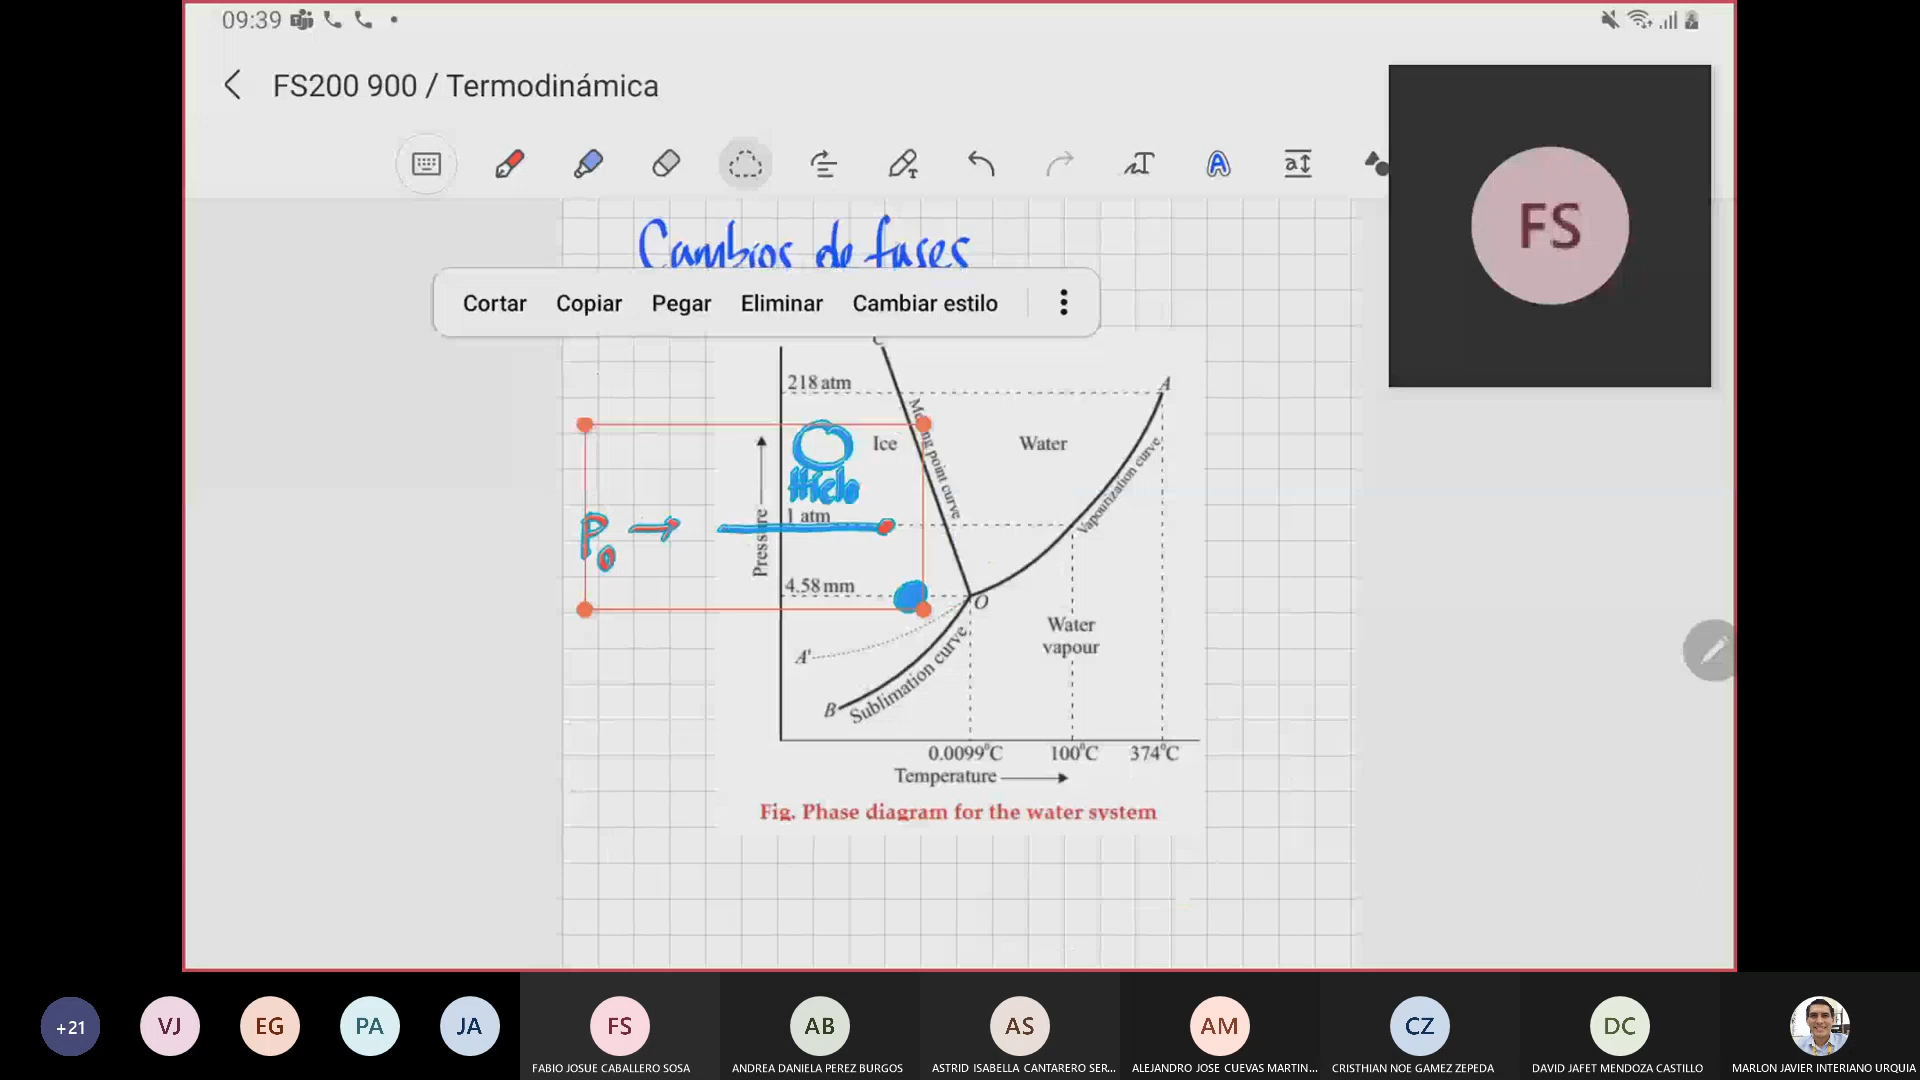 09:39
FS200 900 / Termodinámica
FS
Cambios de fases
Cortar Copiar Pegar Eliminar Cambiar estilo
C
218 atm
A
Ice
Water
Melting point curve
Vapourization curve
Hielo
1 atm
P0 →
Pressure
4.58 mm
O
Water
vapour
A'
B
Sublimation curve
0.0099°C 100°C 374°C
Temperature
Fig. Phase diagram for the water system
+21 VJ EG PA JA FS AB AS AM CZ DC
FABIO JOSUE CABALLERO SOSA ANDREA DANIELA PEREZ BURGOS ASTRID ISABELLA CANTARERO SER... ALEJANDRO JOSE CUEVAS MARTIN... CRISTHIAN NOE GAMEZ ZEPEDA DAVID JAFET MENDOZA CASTILLO MARLON JAVIER INTERIANO URQUIA